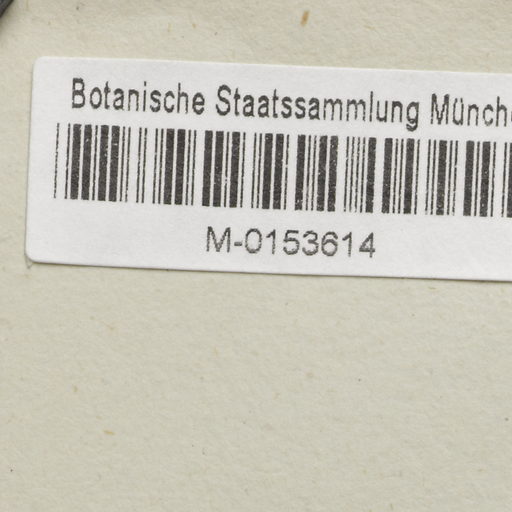 Botanische Staatssammlung Münch
M-0153614